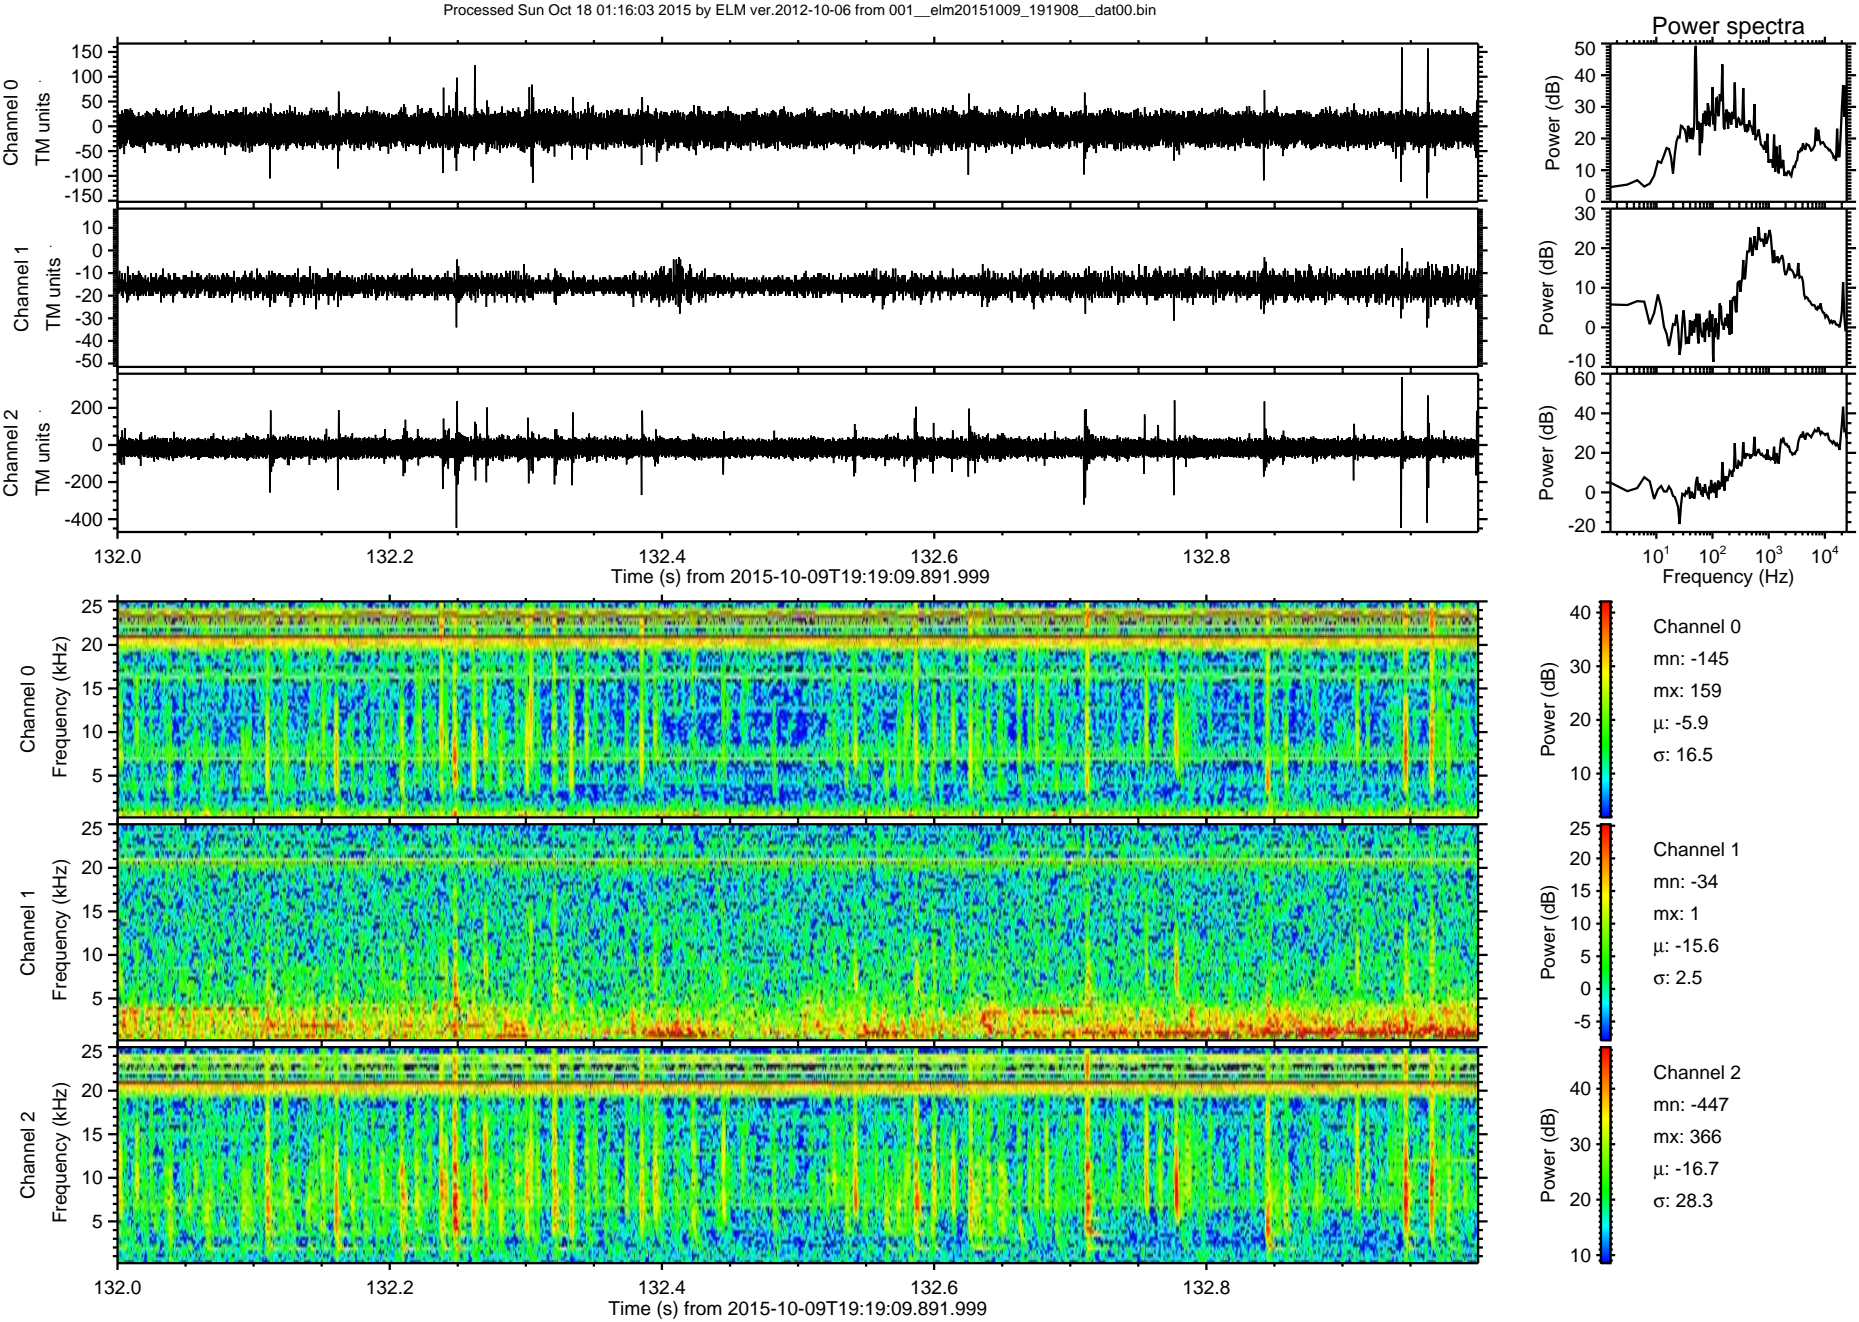 Processed Sun Oct 18 01:16:03 2015 by ELM ver.2012-10-06 from 001__elm20151009_191908__dat00.bin
Power spectra
Channel 0
TM units
150
100
50
0
-50
-100
-150
Power (dB)
50
40
30
20
10
0
Channel 1
TM units
10
0
-10
-20
-30
-40
-50
Power (dB)
30
20
10
0
-10
Channel 2
TM units
200
0
-200
-400
Power (dB)
60
40
20
0
-20
132.0 132.2 132.4 132.6 132.8
Time (s) from 2015-10-09T19:19:09.891.999
10¹ 10² 10³ 10⁴
Frequency (Hz)
Channel 0
Frequency (kHz)
25
20
15
10
5
Power (dB)
40
30
20
10
Channel 0
mn: -145
mx: 159
μ: -5.9
σ: 16.5
Channel 1
Frequency (kHz)
25
20
15
10
5
Power (dB)
25
20
15
10
5
0
-5
Channel 1
mn: -34
mx: 1
μ: -15.6
σ: 2.5
Channel 2
Frequency (kHz)
25
20
15
10
5
Power (dB)
40
30
20
10
Channel 2
mn: -447
mx: 366
μ: -16.7
σ: 28.3
132.0 132.2 132.4 132.6 132.8
Time (s) from 2015-10-09T19:19:09.891.999